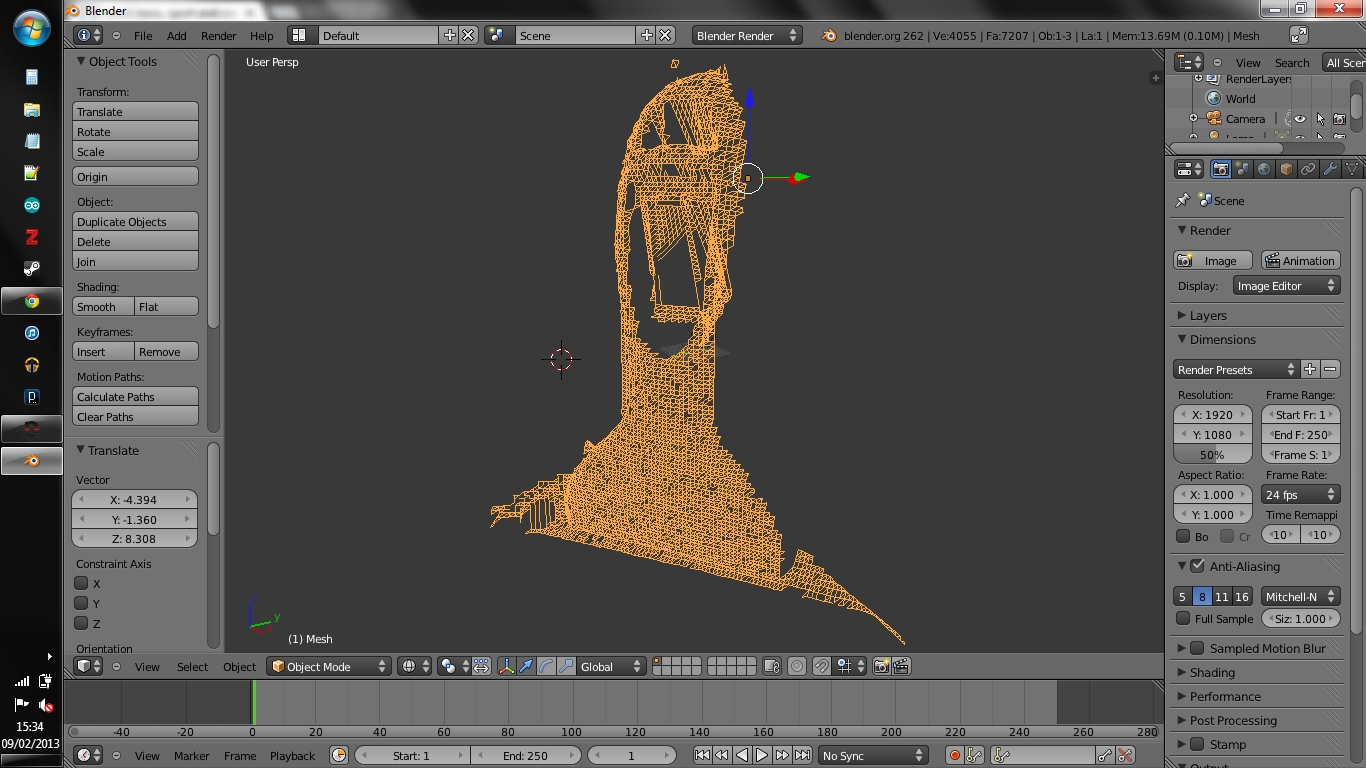 Blender
File Add Render Help Default Scene Blender Render blender.org 262 | Ve:4055 | Fa:7207 | Ob:1-3 | La:1 | Mem:13.69M (0.10M) | Mesh
Object Tools
Transform:
Translate
Rotate
Scale
Origin
Object:
Duplicate Objects
Delete
Join
Shading:
Smooth Flat
Keyframes:
Insert Remove
Motion Paths:
Calculate Paths
Clear Paths
Translate
Vector
X: -4.394
Y: -1.360
Z: 8.308
Constraint Axis
X
Y
Z
Orientation
User Persp
y
(1) Mesh
View Select Object Object Mode Global
View Search All Scen
RenderLayers
World
Camera
Scene
Render
Image Animation
Display: Image Editor
Layers
Dimensions
Render Presets
Resolution: Frame Range:
X: 1920 Start Fr: 1
Y: 1080 End F: 250
50% Frame S: 1
Aspect Ratio: Frame Rate:
X: 1.000 24 fps
Y: 1.000 Time Remappi
Bo Cr 10 10
Anti-Aliasing
5 8 11 16 Mitchell-N
Full Sample Siz: 1.000
Sampled Motion Blur
Shading
Performance
Post Processing
Stamp
-40 -20 0 20 40 60 80 100 120 140 160 180 200 220 240 260 280
View Marker Frame Playback Start: 1 End: 250 1 No Sync
15:34
09/02/2013